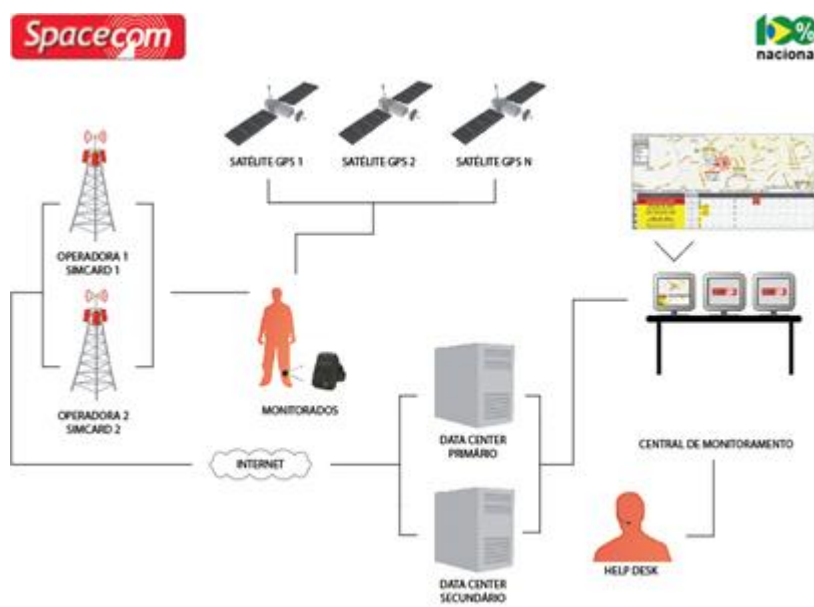 Spacecom
100%
nacional
SATÉLITE GPS 1
SATÉLITE GPS 2
SATÉLITE GPS N
OPERADORA 1
SIMCARD 1
OPERADORA 2
SIMCARD 2
MONITORADOS
INTERNET
DATA CENTER
PRIMÁRIO
DATA CENTER
SECUNDÁRIO
CENTRAL DE MONITORAMENTO
HELP DESK